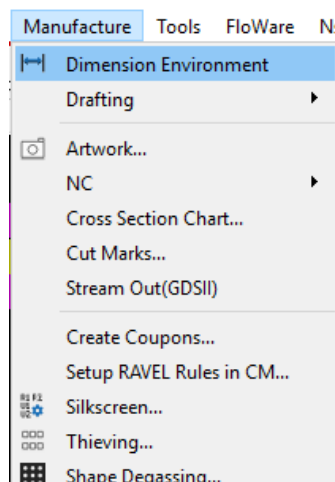 Manufacture Tools FloWare
Dimension Environment
Drafting
Artwork...
NC
Cross Section Chart...
Cut Marks...
Stream Out(GDSII)
Create Coupons...
Setup RAVEL Rules in CM...
Silkscreen...
Thieving...
Shape Degassing...